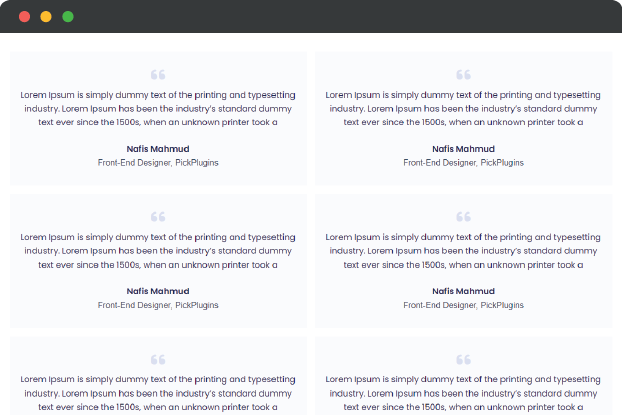 Lorem Ipsum is simply dummy text of the printing and typesetting
industry. Lorem Ipsum has been the industry's standard dummy
text ever since the 1500s, when an unknown printer took a
Nafis Mahmud
Front-End Designer, PickPlugins
Lorem Ipsum is simply dummy text of the printing and typesetting
industry. Lorem Ipsum has been the industry's standard dummy
text ever since the 1500s, when an unknown printer took a
Nafis Mahmud
Front-End Designer, PickPlugins
Lorem Ipsum is simply dummy text of the printing and typesetting
industry. Lorem Ipsum has been the industry's standard dummy
text ever since the 1500s, when an unknown printer took a
Nafis Mahmud
Front-End Designer, PickPlugins
Lorem Ipsum is simply dummy text of the printing and typesetting
industry. Lorem Ipsum has been the industry's standard dummy
text ever since the 1500s, when an unknown printer took a
Nafis Mahmud
Front-End Designer, PickPlugins
Lorem Ipsum is simply dummy text of the printing and typesetting
industry. Lorem Ipsum has been the industry's standard dummy
text ever since the 1500s, when an unknown printer took a
Lorem Ipsum is simply dummy text of the printing and typesetting
industry. Lorem Ipsum has been the industry's standard dummy
text ever since the 1500s, when an unknown printer took a